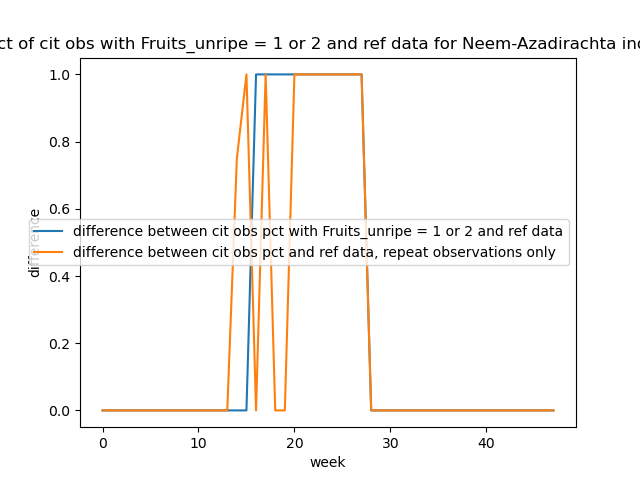 ct of cit obs with Fruits_unripe = 1 or 2 and ref data for Neem-Azadirachta in
1.0
0.8
0.6
0.4
0.2
0.0
difference
difference between cit obs pct with Fruits_unripe = 1 or 2 and ref data
difference between cit obs pct and ref data, repeat observations only
0 10 20 30 40
week